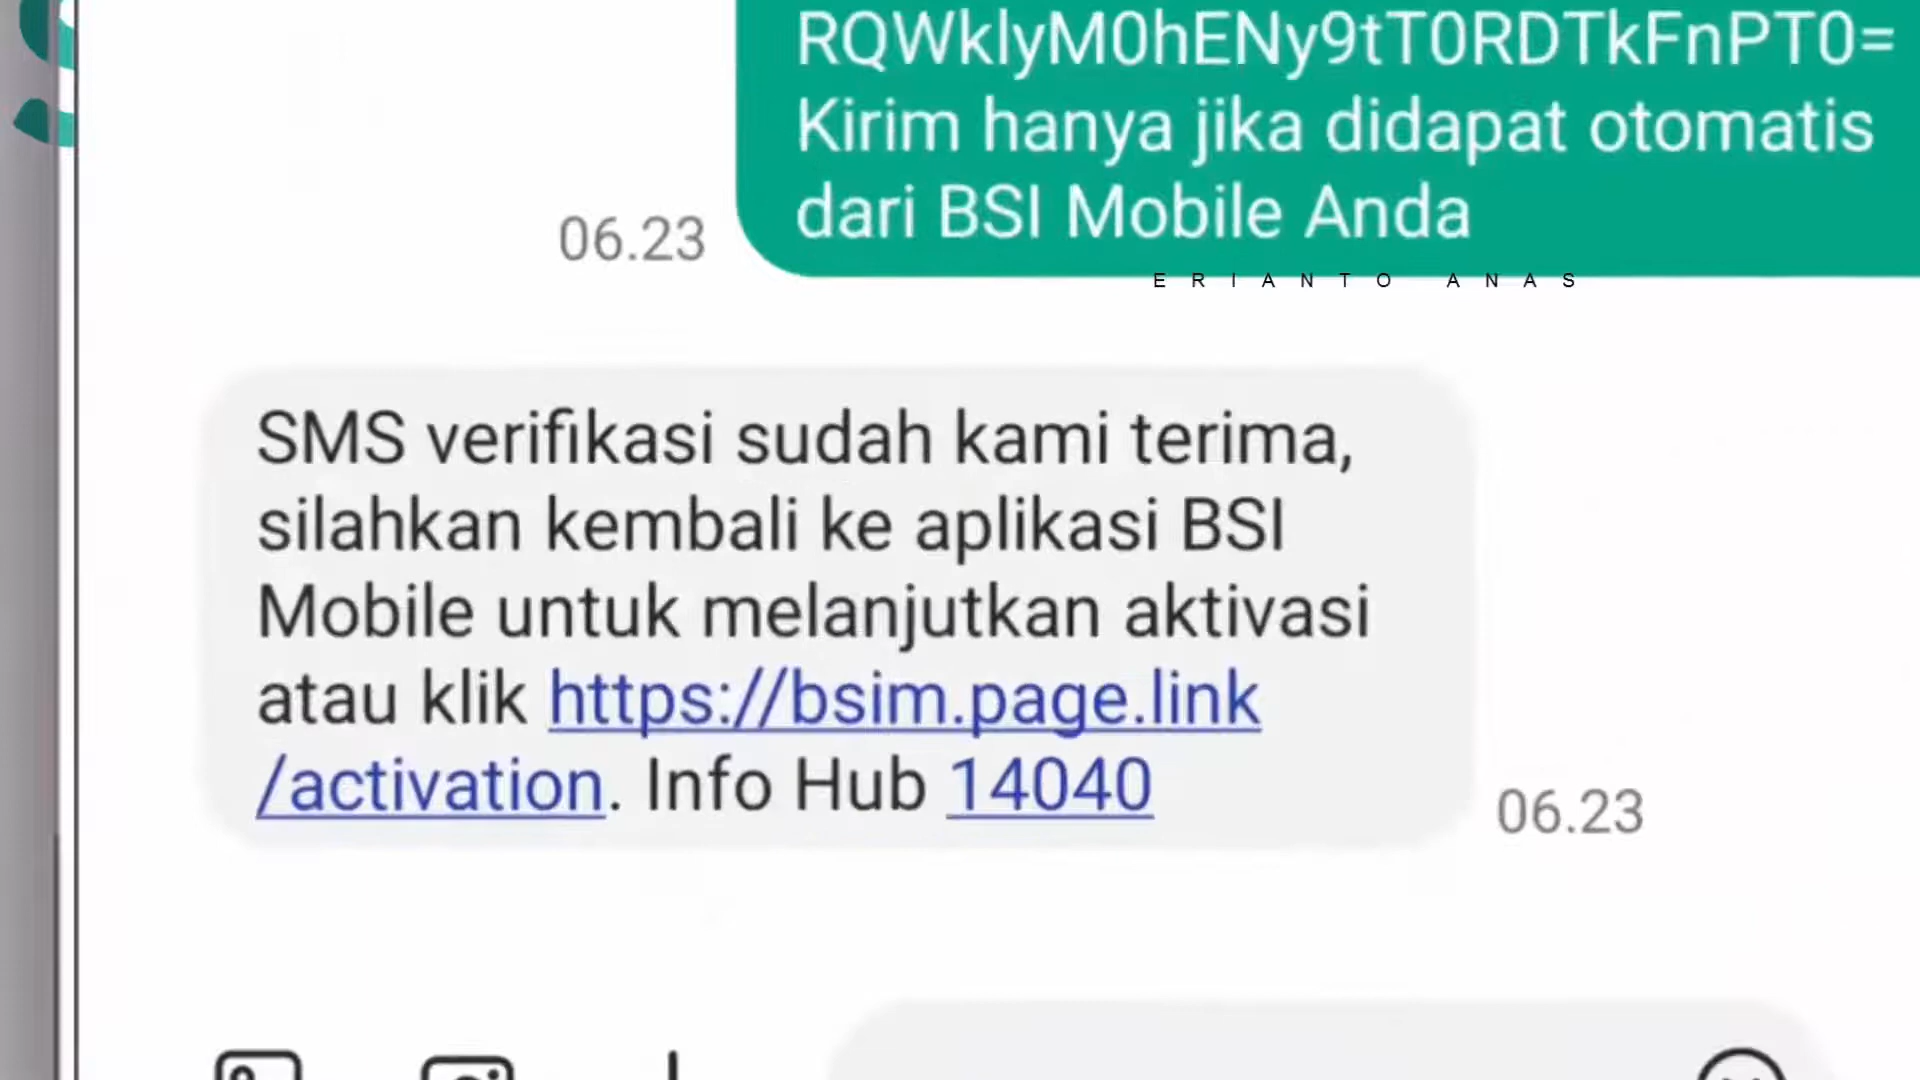 RQWklyM0hENy9tT0RDTkFnPT0=
Kirim hanya jika didapat otomatis
dari BSI Mobile Anda
06.23
ERIANTO ANAS
SMS verifikasi sudah kami terima,
silahkan kembali ke aplikasi BSI
Mobile untuk melanjutkan aktivasi
atau klik https://bsim.page.link
/activation. Info Hub 14040
06.23